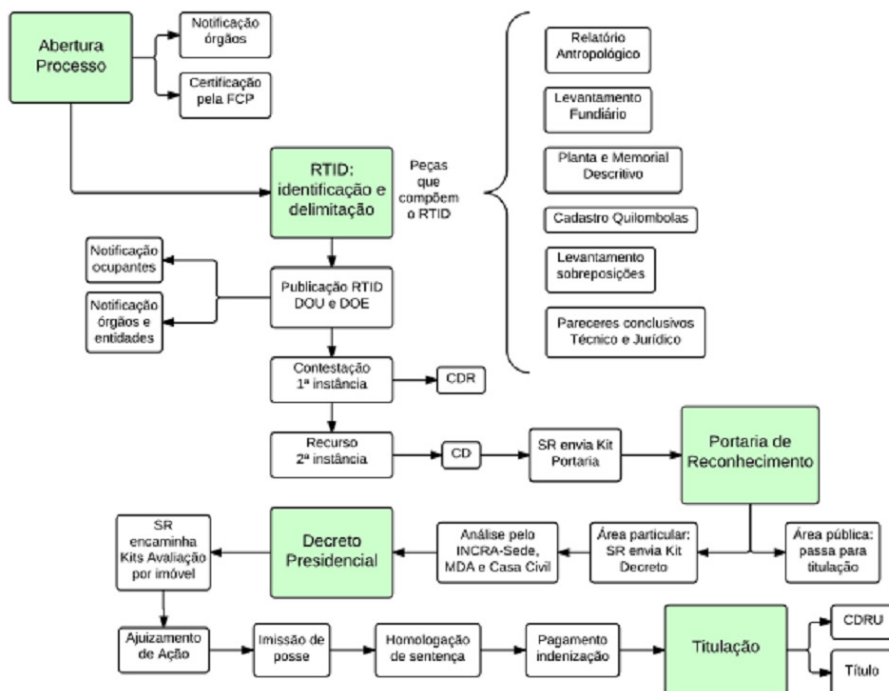 Abertura
Processo
Notificação
órgãos
Certificação
pela FCP
RTID:
identificação e
delimitação
Peças
que
compõem
o RTID
Relatório
Antropológico
Levantamento
Fundiário
Planta e Memorial
Descritivo
Cadastro Quilombolas
Levantamento
sobreposições
Pareceres conclusivos
Técnico e Jurídico
Notificação
ocupantes
Notificação
órgãos e
entidades
Publicação RTID
DOU e DOE
Contestação
1ª instância
CDR
Recurso
2ª instância
CD
SR envia Kit
Portaria
Portaria de
Reconhecimento
Área pública:
passa para
titulação
Área particular:
SR envia Kit
Decreto
Análise pelo
INCRA-Sede,
MDA e Casa Civil
Decreto
Presidencial
SR
encaminha
Kits Avaliação
por imóvel
Ajuizamento
de Ação
Imissão de
posse
Homologação
de sentença
Pagamento
indenização
Titulação
CDRU
Título